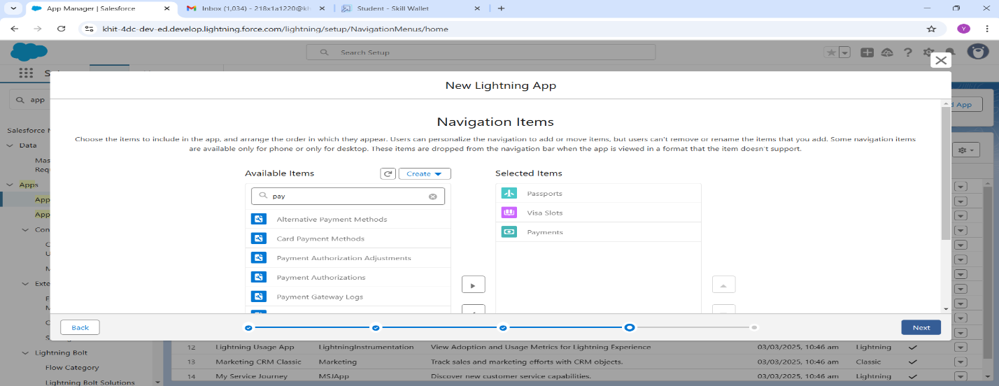 App Manager | Salesforce
Inbox (1,034) - 218x1a1220@kh
Student - Skill Wallet
khit-4dc-dev-ed.develop.lightning.force.com/lightning/setup/NavigationMenus/home
Y
Search Setup
New Lightning App
app
d App
Navigation Items
Salesforce M
Choose the items to include in the app, and arrange the order in which they appear. Users can personalize the navigation to add or move items, but users can't remove or rename the items that you add. Some navigation items
are available only for phone or only for desktop. These items are dropped from the navigation bar when the app is viewed in a format that the item doesn't support.
Data
Mas
Req
Available Items
Create
Selected Items
Apps
pay
App
App
Con
C
U
M
Exte
E
M
C
S
Alternative Payment Methods
Card Payment Methods
Payment Authorization Adjustments
Payment Authorizations
Payment Gateway Logs
Passports
Visa Slots
Payments
Back
Next
12 Lightning Usage App LightningInstrumentation View Adoption and Usage Metrics for Lightning Experience 03/03/2025, 10:46 am Lightning
Lightning Bolt
13 Marketing CRM Classic Marketing Track sales and marketing efforts with CRM objects. 03/03/2025, 10:46 am Classic
Flow Category
14 My Service Journey MSJApp Discover new customer service capabilities. 03/03/2025, 10:46 am Lightning
Lightning Bolt Solutions